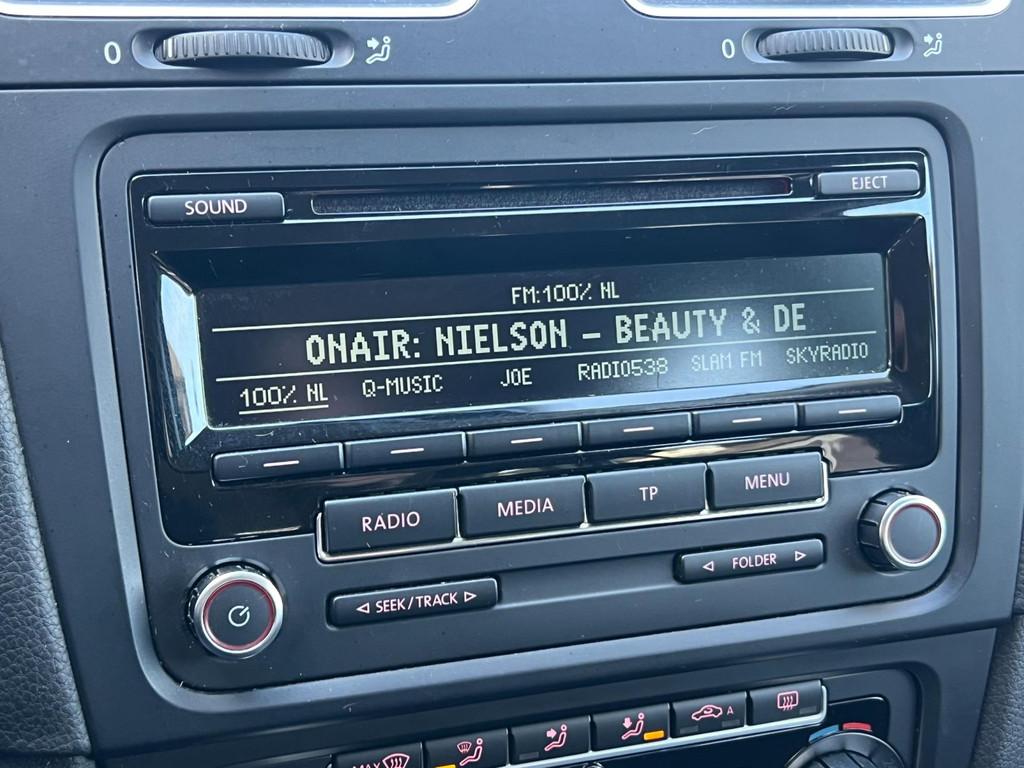 0 0
SOUND EJECT
FM:100% NL
ONAIR: NIELSON - BEAUTY & DE
100% NL Q-MUSIC JOE RADIO538 SLAM FM SKYRADIO
RADIO MEDIA TP MENU
SEEK/TRACK FOLDER
MAX A